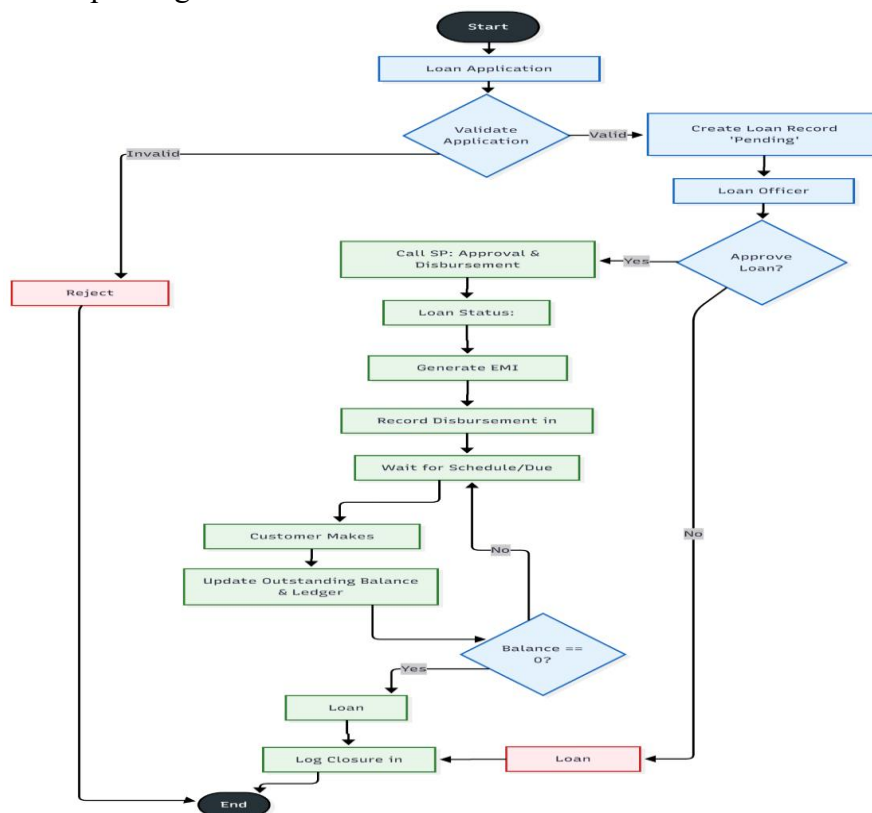 Start
Loan Application
Validate
Application
Invalid
Valid
Create Loan Record
'Pending'
Loan Officer
Call SP: Approval &
Disbursement
Yes
Approve
Loan?
Reject
Loan Status:
Generate EMI
Record Disbursement in
Wait for Schedule/Due
Customer Makes
No
No
Update Outstanding Balance
& Ledger
Balance ==
0?
Yes
Loan
Log Closure in
Loan
End